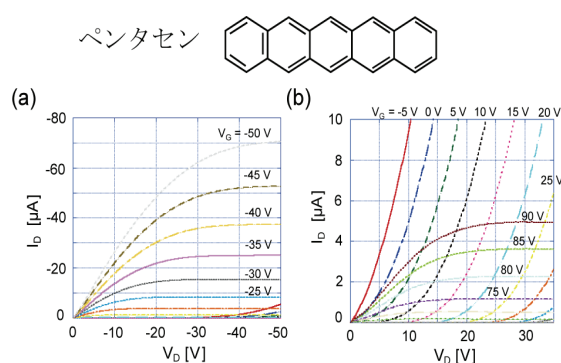 ペンタセン
(a)
-80
-60
-40
-20
0
I_D [µA]
V_G = -50 V
-45 V
-40 V
-35 V
-30 V
-25 V
0 -10 -20 -30 -40 -50
V_D [V]
(b)
10
8
6
4
2
0
I_D [µA]
V_G = -5 V 0 V 5 V 10 V 15 V 20 V
25 V
90 V
85 V
80 V
75 V
0 10 20 30
V_D [V]